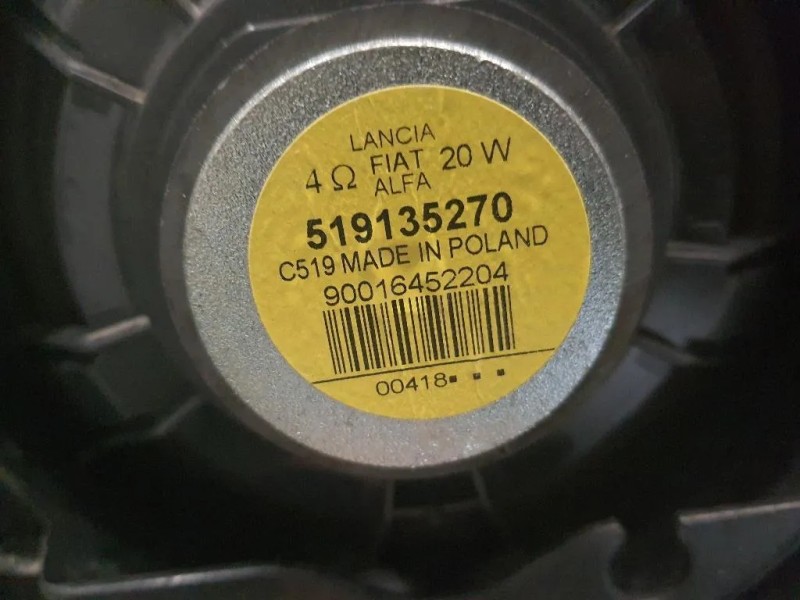 LANCIA
4 Ω FIAT 20 W
ALFA
519135270
C519 MADE IN POLAND
90016452204
00418